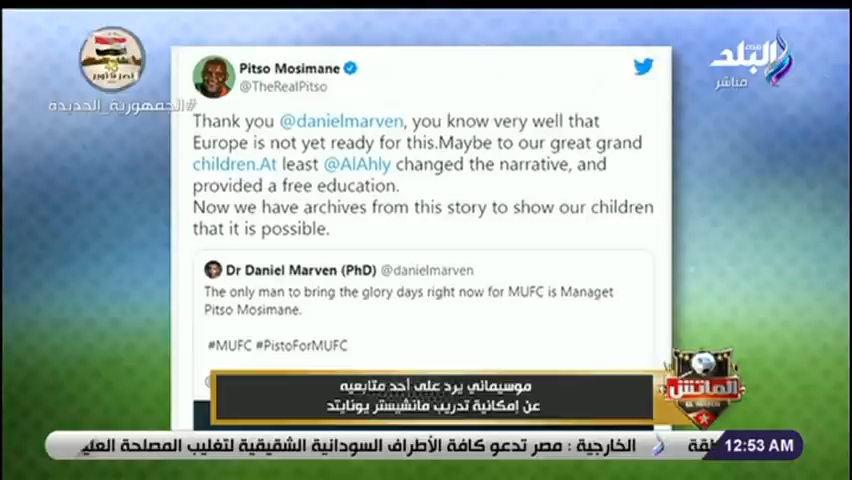 Pitso Mosimane
@TheRealPitso
Thank you @danielmarven, you know very well that
Europe is not yet ready for this.Maybe to our great grand
children.At least @AlAhly changed the narrative, and
provided a free education.
Now we have archives from this story to show our children
that it is possible.
Dr Daniel Marven (PhD) @danielmarven
The only man to bring the glory days right now for MUFC is Managet
Pitso Mosimane.
#MUFC #PistoForMUFC
#الجمهورية_الجديدة
البلد
مباشر
موسيماني يرد على أحد متابعيه
عن إمكانية تدريب مانشيستر يونايتد
الماتش
الخارجية : مصر تدعو كافة الأطراف السودانية الشقيقية لتغليب المصلحة العليـ
12:53 AM